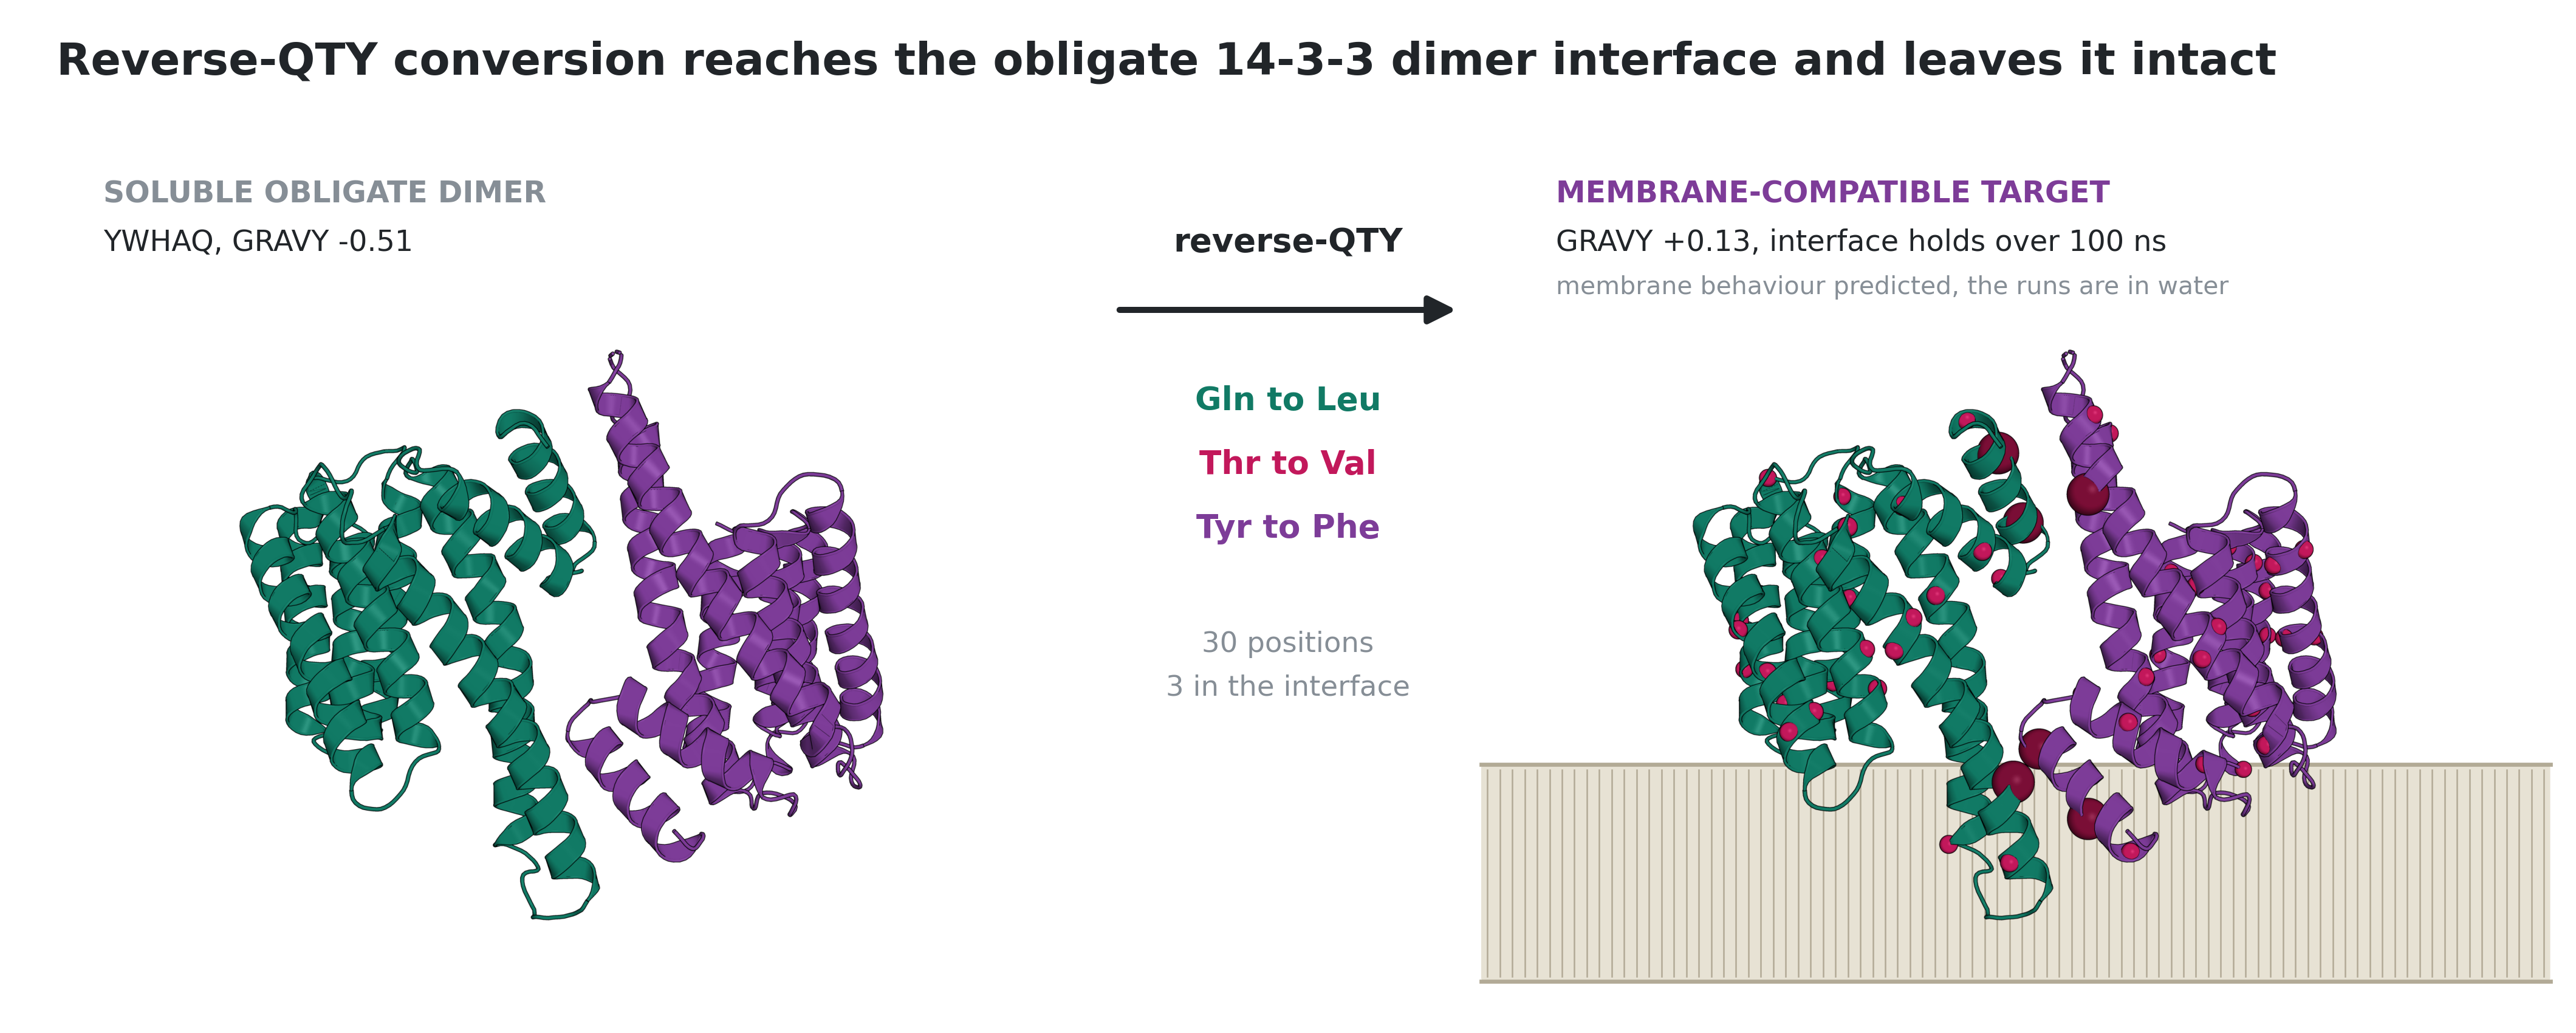 Reverse-QTY conversion reaches the obligate 14-3-3 dimer interface and leaves it intact
SOLUBLE OBLIGATE DIMER
YWHAQ, GRAVY -0.51
reverse-QTY
Gln to Leu
Thr to Val
Tyr to Phe
30 positions
3 in the interface
MEMBRANE-COMPATIBLE TARGET
GRAVY +0.13, interface holds over 100 ns
membrane behaviour predicted, the runs are in water